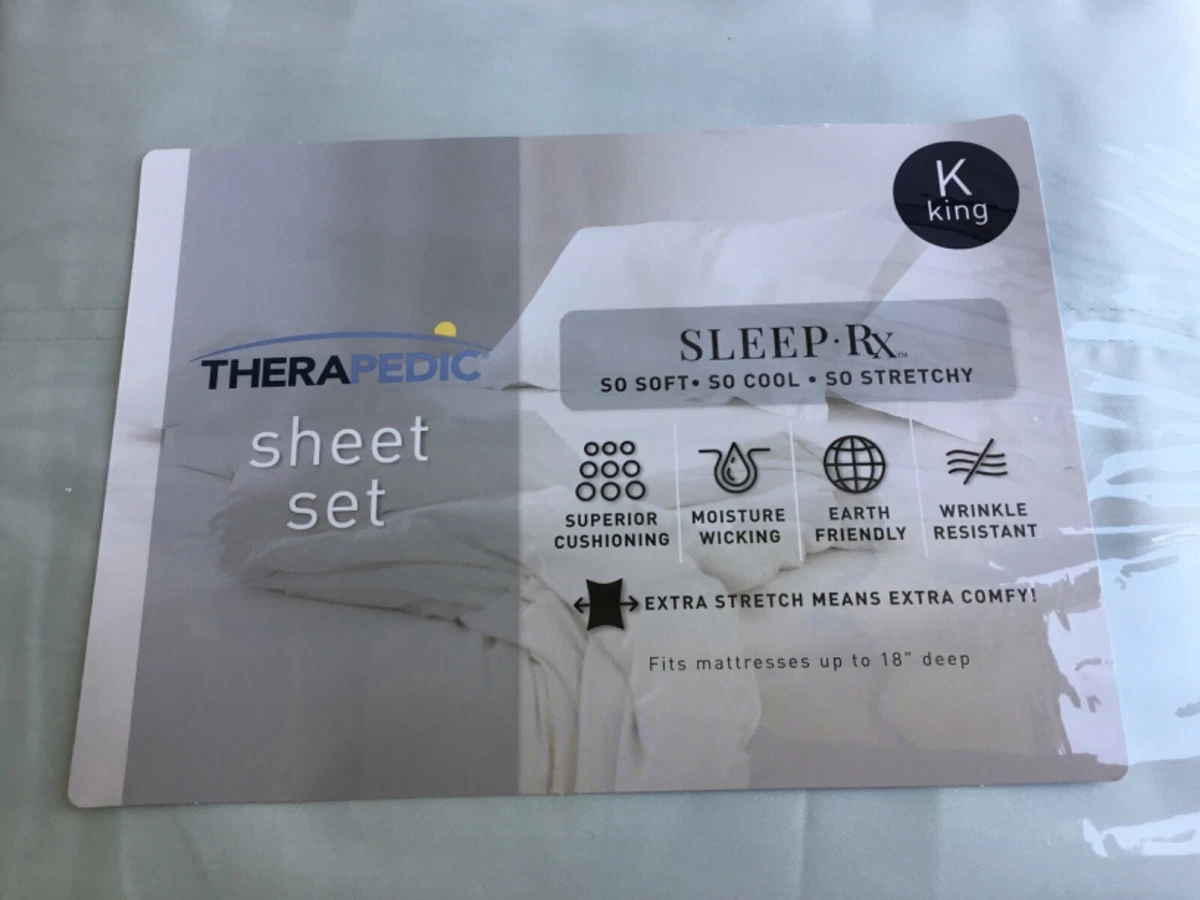 K
king
THERAPEDIC
sheet
set
SLEEP·Rx™
SO SOFT• SO COOL • SO STRETCHY
SUPERIOR
CUSHIONING
MOISTURE
WICKING
EARTH
FRIENDLY
WRINKLE
RESISTANT
EXTRA STRETCH MEANS EXTRA COMFY!
Fits mattresses up to 18" deep